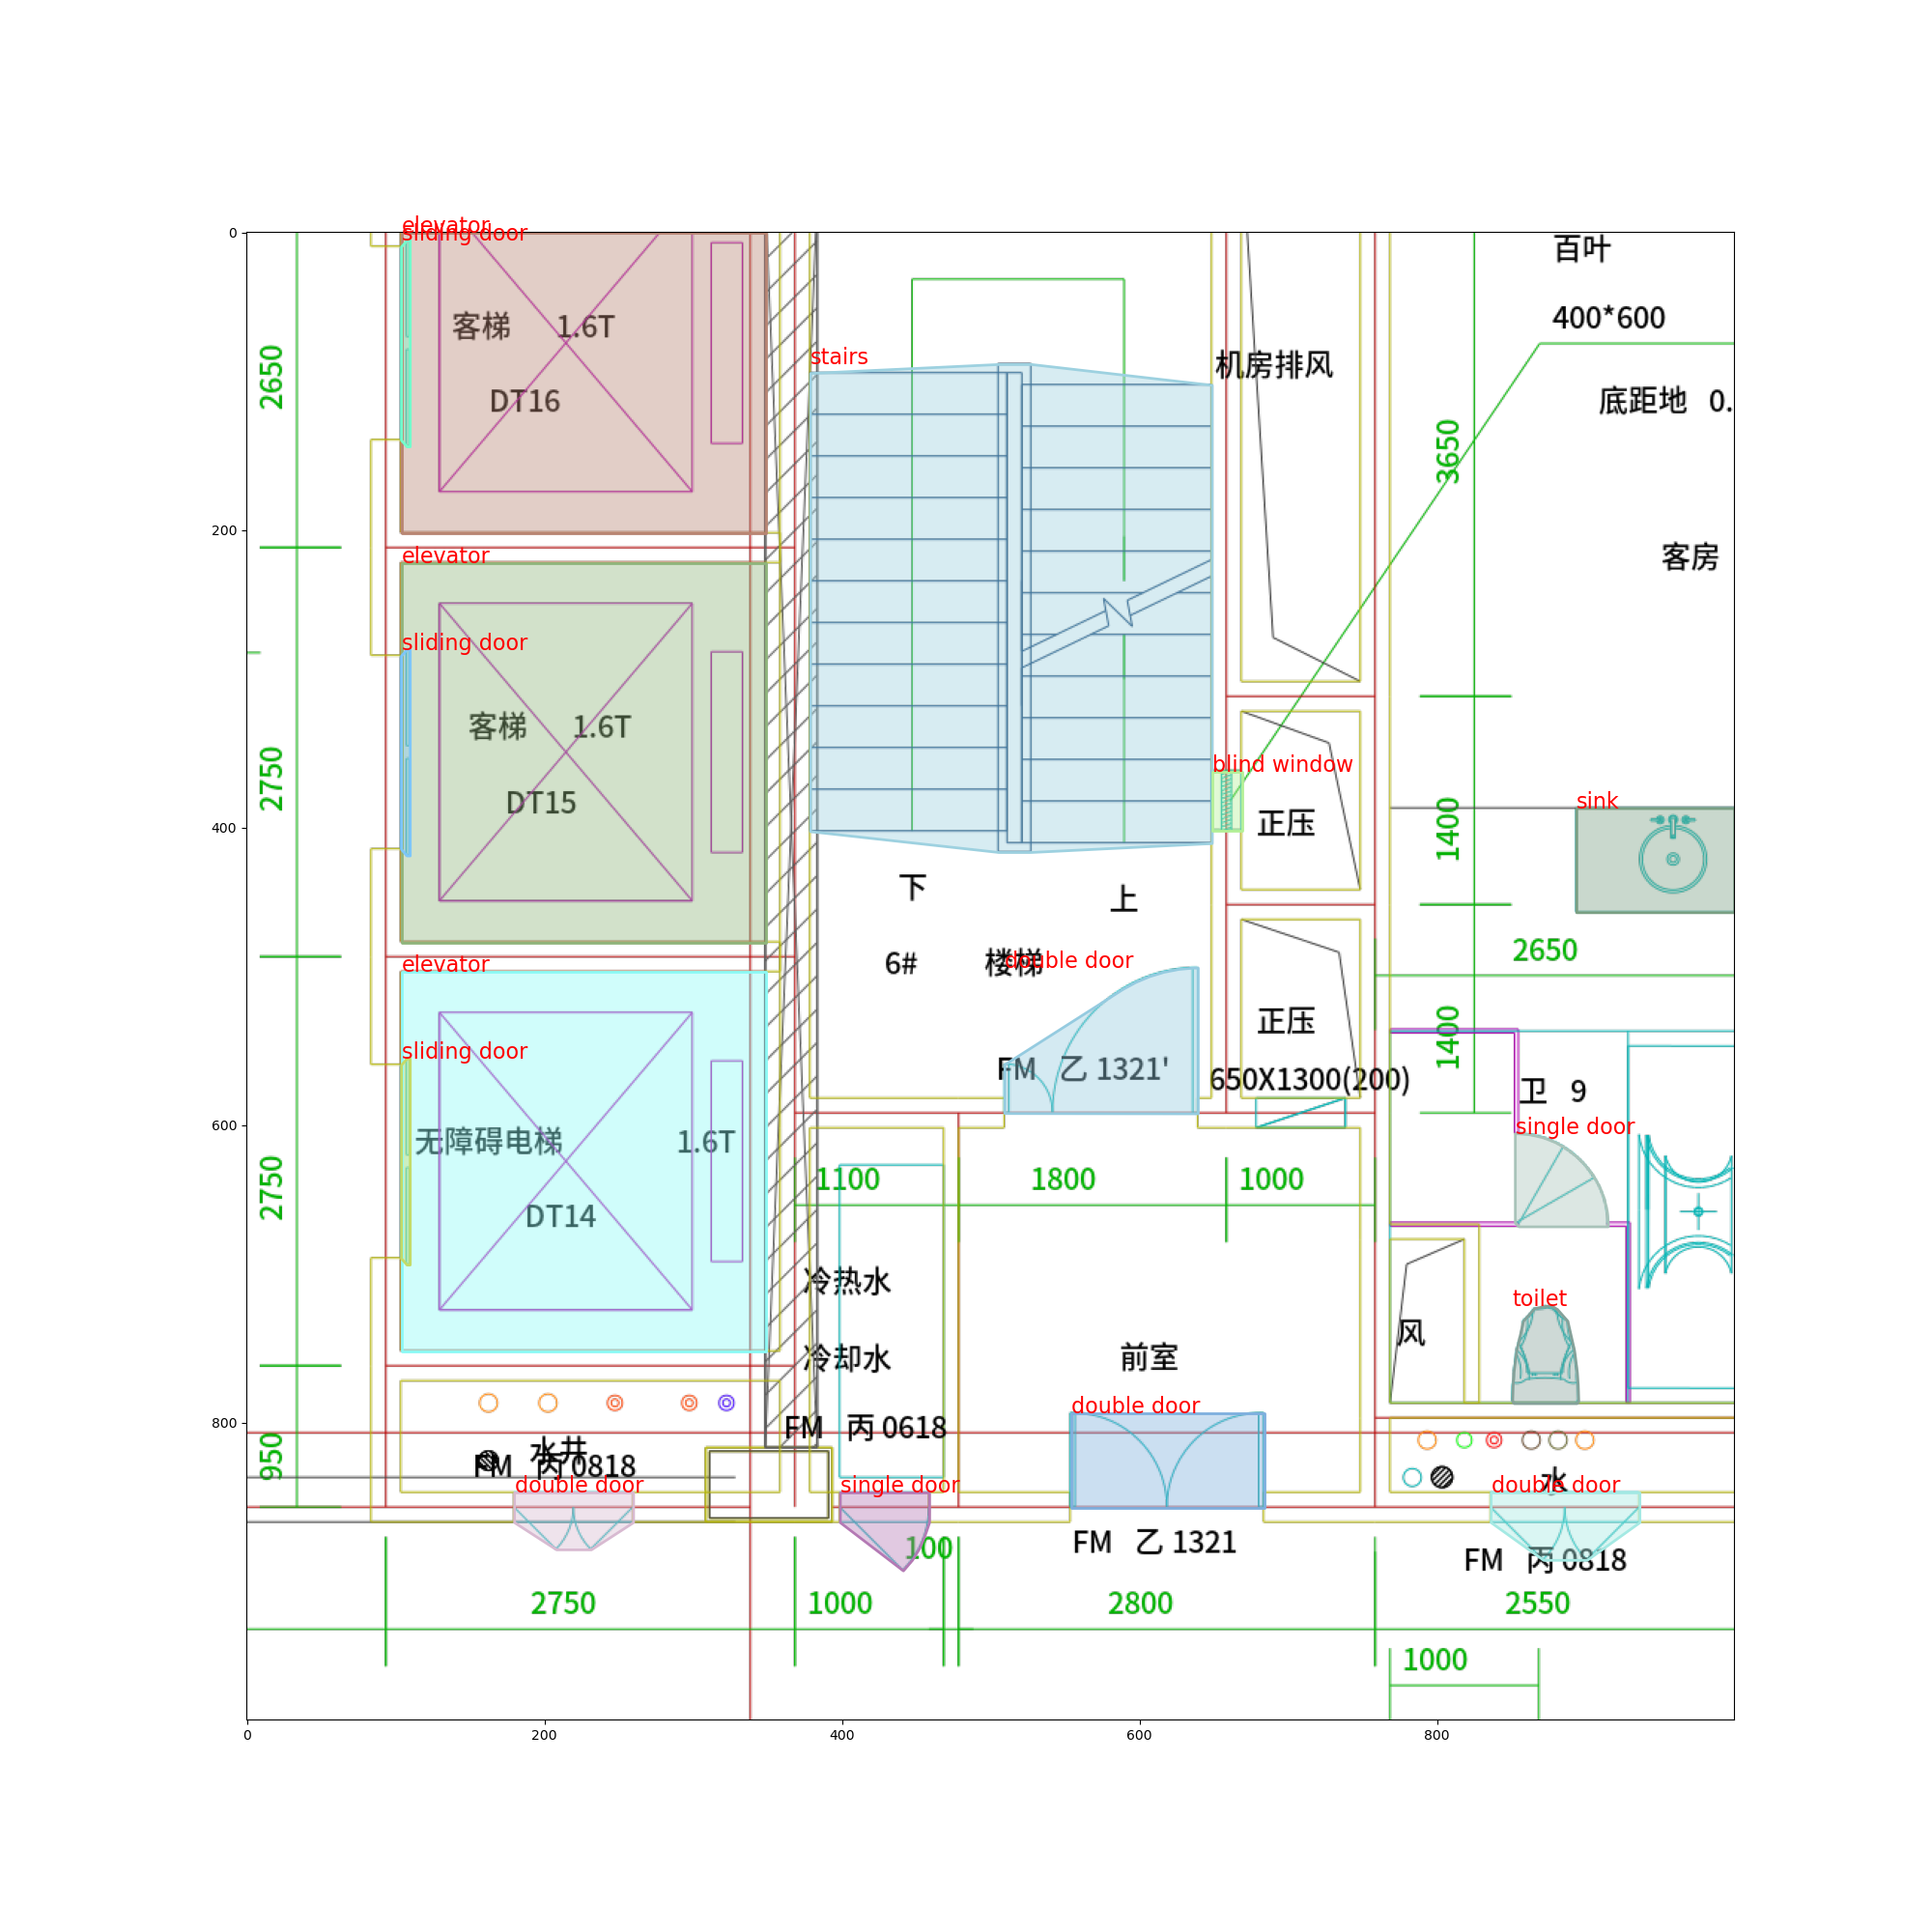 elevator
sliding door
百叶
400*600
客梯 1.6T
DT16
2650
stairs
机房排风
底距地 0.
3650
客房
elevator
sliding door
客梯 1.6T
DT15
2750
blind window
正压
sink
1400
下
上
6# 楼梯
double door
2650
elevator
sliding door
正压
1400
FM 乙 1321'
650X1300(200)
卫 9
single door
无障碍电梯 1.6T
DT14
2750
1100
1800
1000
冷热水
冷却水
前室
toilet
风
double door
FM 丙 0618
水井
FM 丙 0818
950
double door
single door
水
double door
100
FM 乙 1321
FM 丙 0818
2750
1000
2800
2550
1000
0
200
400
600
800
0
200
400
600
800